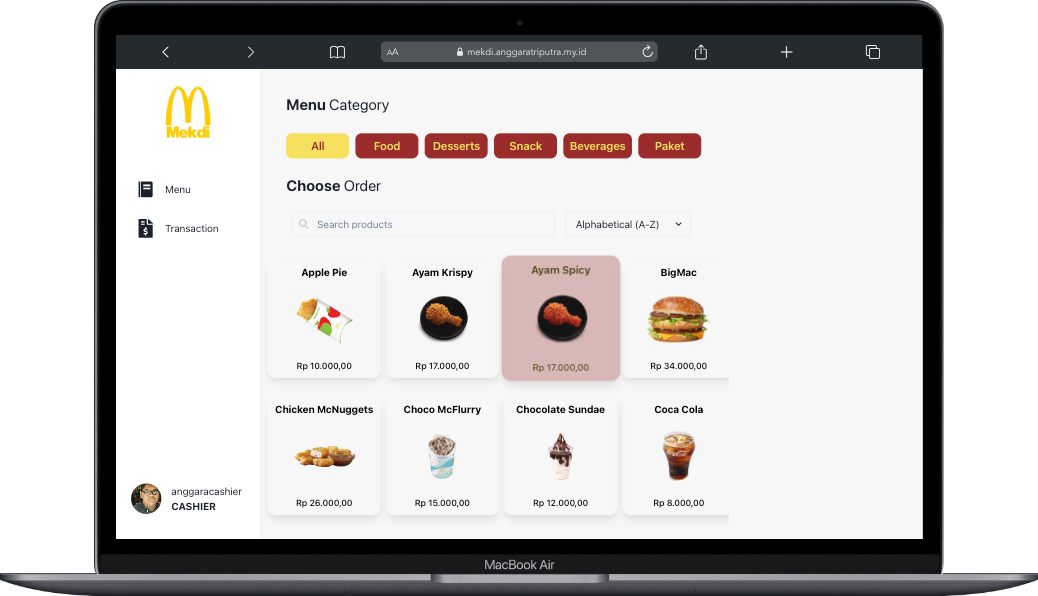 AA mekdi.anggaratriputra.my.id
Mekdi
Menu Category
All Food Desserts Snack Beverages Paket
Choose Order
Menu
Transaction
Search products
Alphabetical (A-Z)
Apple Pie Ayam Krispy Ayam Spicy BigMac
Rp 10.000,00 Rp 17.000,00 Rp 17.000,00 Rp 34.000,00
Chicken McNuggets Choco McFlurry Chocolate Sundae Coca Cola
Rp 26.000,00 Rp 15.000,00 Rp 12.000,00 Rp 8.000,00
anggaracashier
CASHIER
MacBook Air